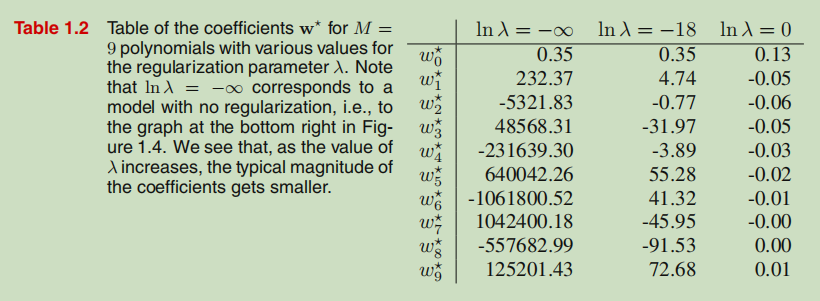 Table 1.2 Table of the coefficients w* for M =
9 polynomials with various values for
the regularization parameter λ. Note
that ln λ = −∞ corresponds to a
model with no regularization, i.e., to
the graph at the bottom right in Fig-
ure 1.4. We see that, as the value of
λ increases, the typical magnitude of
the coefficients gets smaller.
ln λ = −∞ ln λ = −18 ln λ = 0
w₀* 0.35 0.35 0.13
w₁* 232.37 4.74 -0.05
w₂* -5321.83 -0.77 -0.06
w₃* 48568.31 -31.97 -0.05
w₄* -231639.30 -3.89 -0.03
w₅* 640042.26 55.28 -0.02
w₆* -1061800.52 41.32 -0.01
w₇* 1042400.18 -45.95 -0.00
w₈* -557682.99 -91.53 0.00
w₉* 125201.43 72.68 0.01